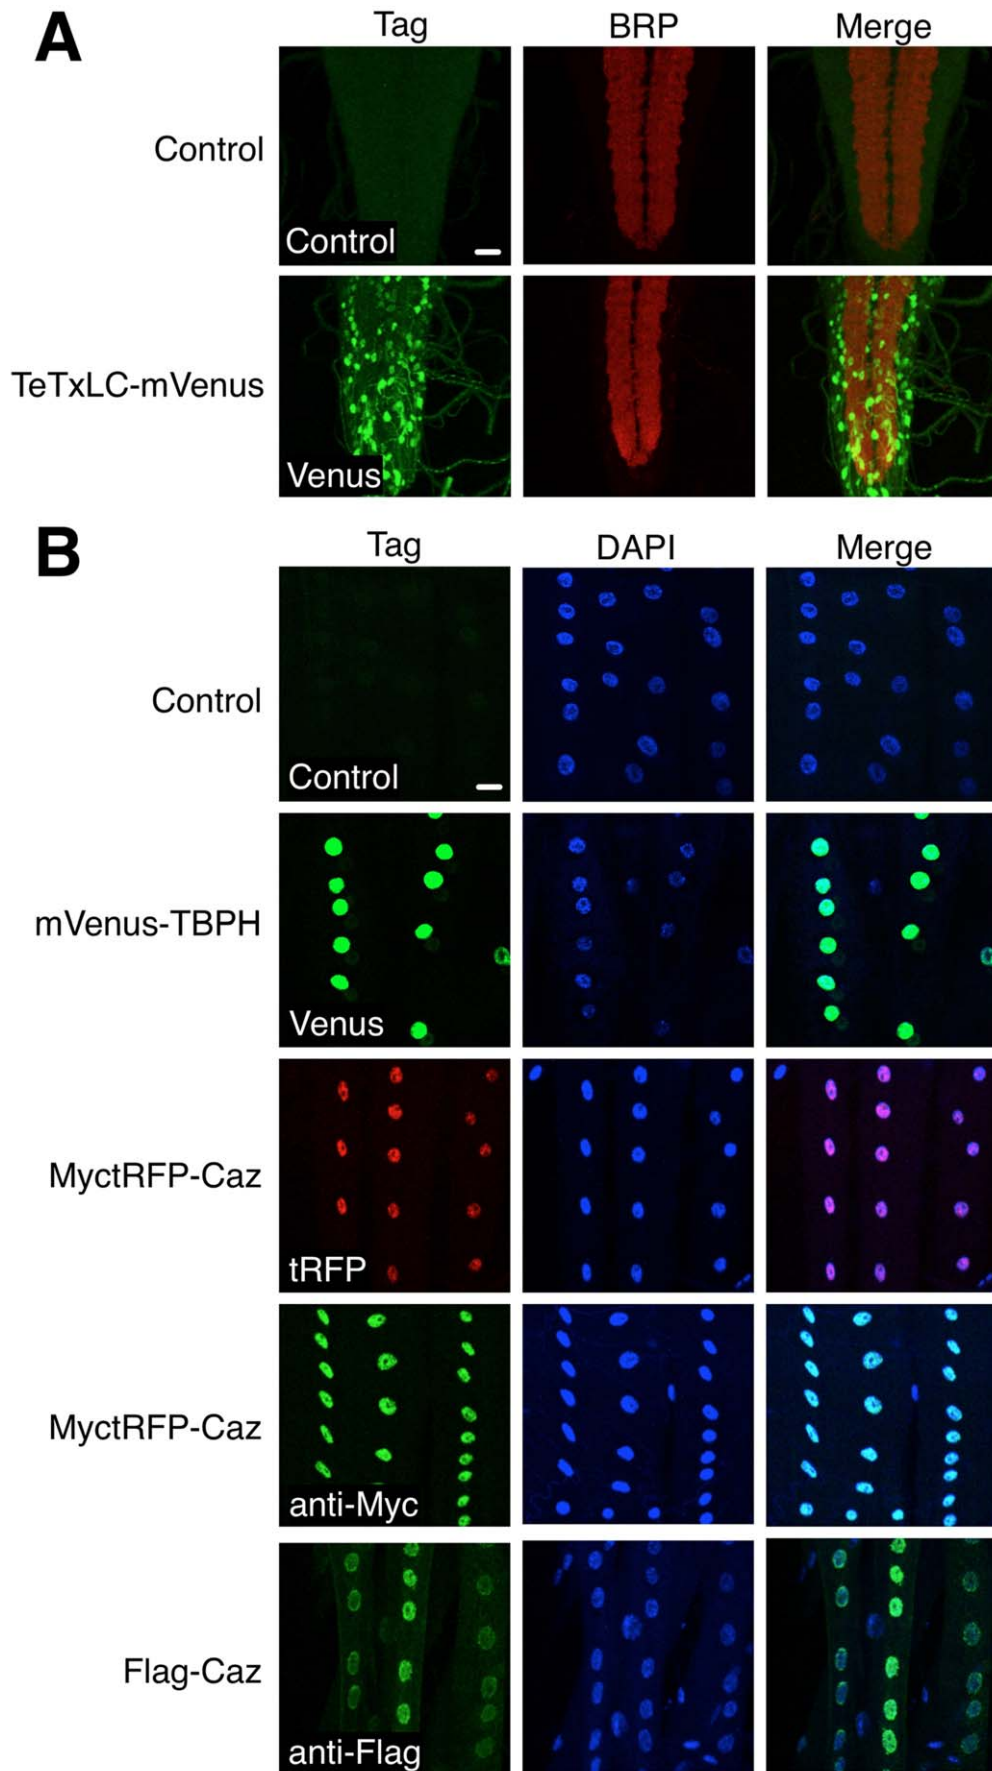 A
Tag BRP Merge
Control
Control
TeTxLC-mVenus
Venus
B
Tag DAPI Merge
Control
Control
mVenus-TBPH
Venus
MyctRFP-Caz
tRFP
MyctRFP-Caz
anti-Myc
Flag-Caz
anti-Flag